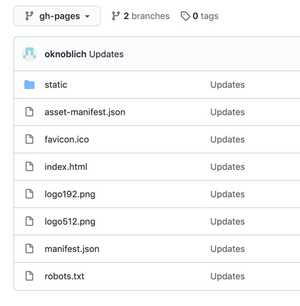 gh-pages 2 branches 0 tags
oknoblich Updates
static Updates
asset-manifest.json Updates
favicon.ico Updates
index.html Updates
logo192.png Updates
logo512.png Updates
manifest.json Updates
robots.txt Updates